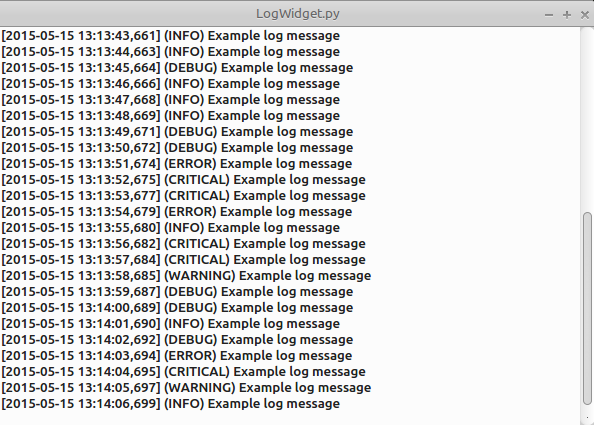 LogWidget.py
[2015-05-15 13:13:43,661] (INFO) Example log message
[2015-05-15 13:13:44,663] (INFO) Example log message
[2015-05-15 13:13:45,664] (DEBUG) Example log message
[2015-05-15 13:13:46,666] (INFO) Example log message
[2015-05-15 13:13:47,668] (INFO) Example log message
[2015-05-15 13:13:48,669] (INFO) Example log message
[2015-05-15 13:13:49,671] (DEBUG) Example log message
[2015-05-15 13:13:50,672] (DEBUG) Example log message
[2015-05-15 13:13:51,674] (ERROR) Example log message
[2015-05-15 13:13:52,675] (CRITICAL) Example log message
[2015-05-15 13:13:53,677] (CRITICAL) Example log message
[2015-05-15 13:13:54,679] (ERROR) Example log message
[2015-05-15 13:13:55,680] (INFO) Example log message
[2015-05-15 13:13:56,682] (CRITICAL) Example log message
[2015-05-15 13:13:57,684] (CRITICAL) Example log message
[2015-05-15 13:13:58,685] (WARNING) Example log message
[2015-05-15 13:13:59,687] (DEBUG) Example log message
[2015-05-15 13:14:00,689] (DEBUG) Example log message
[2015-05-15 13:14:01,690] (INFO) Example log message
[2015-05-15 13:14:02,692] (DEBUG) Example log message
[2015-05-15 13:14:03,694] (ERROR) Example log message
[2015-05-15 13:14:04,695] (CRITICAL) Example log message
[2015-05-15 13:14:05,697] (WARNING) Example log message
[2015-05-15 13:14:06,699] (INFO) Example log message